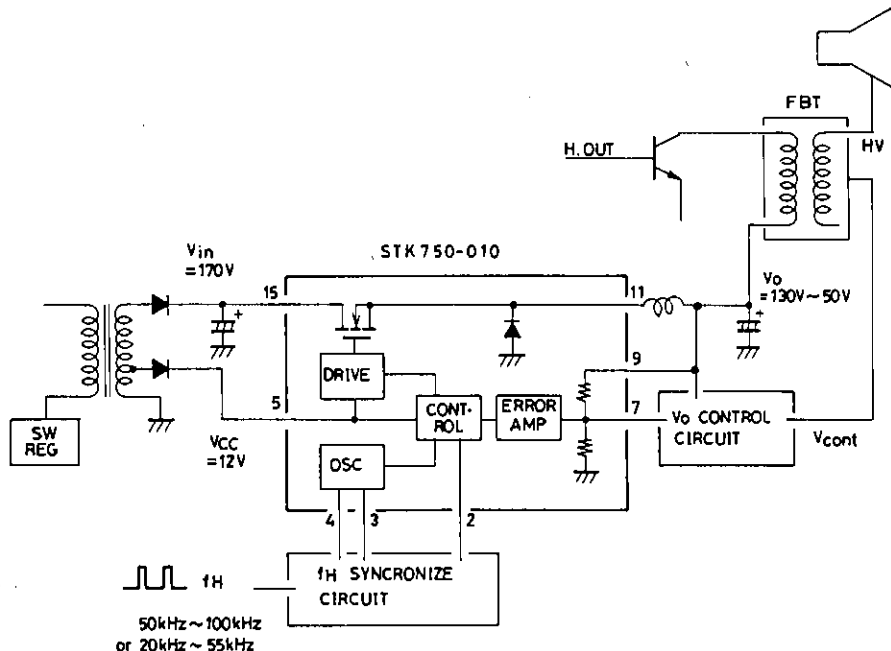 FBT
HV
H.OUT
STK750-010
Vin
=170V
15
11
Vo
=130V~50V
DRIVE
9
5
CONT-
ROL
ERROR
AMP
7
Vo CONTROL
CIRCUIT
Vcont
SW
REG
VCC
=12V
OSC
4
3
2
fH
fH SYNCRONIZE
CIRCUIT
50kHz~100kHz
or 20kHz~55kHz
+
+